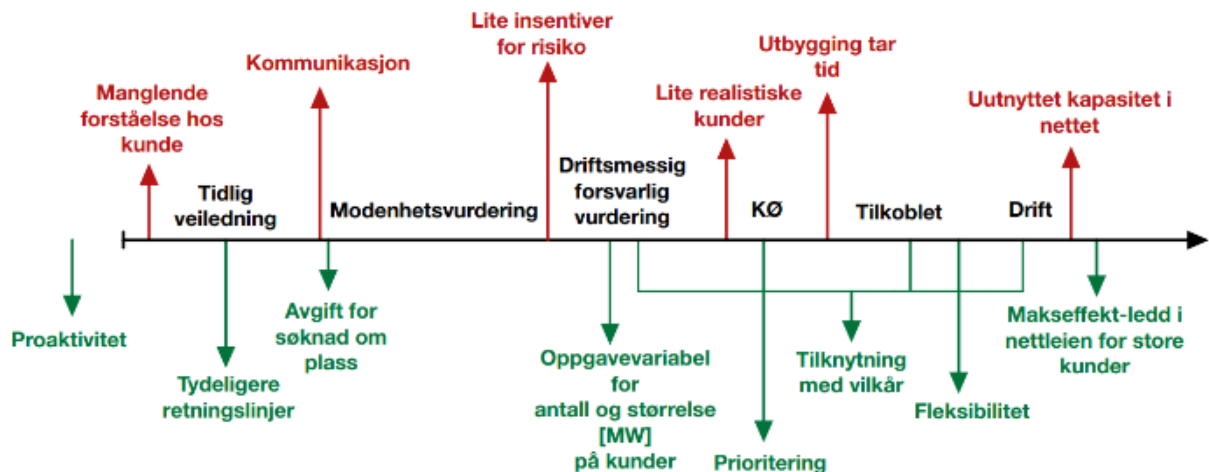 Manglende
forståelse hos
kunde
Kommunikasjon
Lite insentiver
for risiko
Lite realistiske
kunder
Utbygging tar
tid
Uutnyttet kapasitet i
nettet
Tidlig
veiledning
Modenhetsvurdering
Driftsmessig
forsvarlig
vurdering
KØ
Tilkoblet
Drift
Proaktivitet
Tydeligere
retningslinjer
Avgift for
søknad om
plass
Oppgavevariabel
for
antall og størrelse
[MW]
på kunder
Prioritering
Tilknytning
med vilkår
Fleksibilitet
Makseffekt-ledd i
nettleien for store
kunder